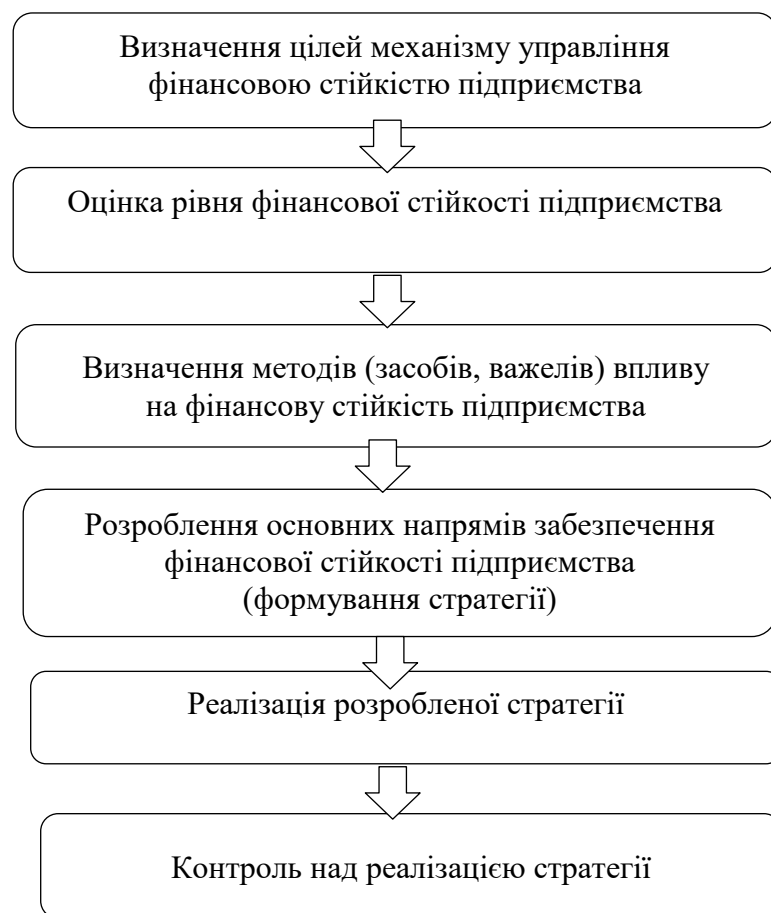 Визначення цілей механізму управління
фінансовою стійкістю підприємства
Оцінка рівня фінансової стійкості підприємства
Визначення методів (засобів, важелів) впливу
на фінансову стійкість підприємства
Розроблення основних напрямів забезпечення
фінансової стійкості підприємства
(формування стратегії)
Реалізація розробленої стратегії
Контроль над реалізацією стратегії